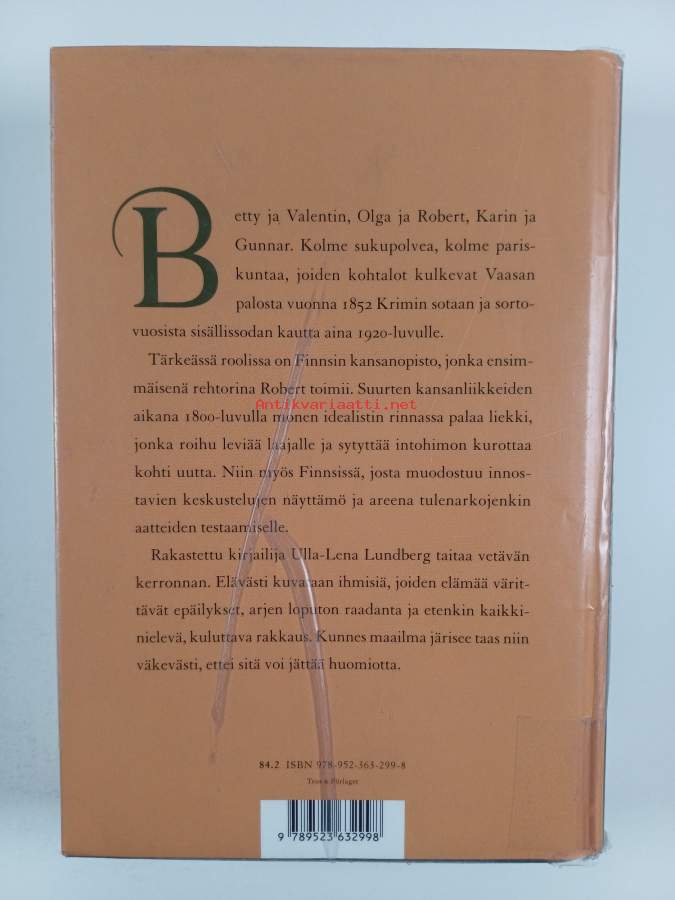 Betty ja Valentin, Olga ja Robert, Karin ja
Gunnar. Kolme sukupolvea, kolme paris-
kuntaa, joiden kohtalot kulkevat Vaasan
palosta vuonna 1852 Krimin sotaan ja sorto-
vuosista sisällissodan kautta aina 1920-luvulle.
Tärkeässä roolissa on Finnsin kansanopisto, jonka ensim-
mäisenä rehtorina Robert toimii. Suurten kansanliikkeiden
Antikvariaatti.net
aikana 1800-luvulla monen idealistin rinnassa palaa liekki,
jonka roihu leviää laajalle ja sytyttää intohimon kurottaa
kohti uutta. Niin myös Finnsissä, josta muodostuu innos-
tavien keskustelujen näyttämö ja areena tulenarkojenkin
aatteiden testaamiselle.
Rakastettu kirjailija Ulla-Lena Lundberg taitaa vetävän
kerronnan. Elävästi kuvataan ihmisiä, joiden elämää värit-
tävät epäilykset, arjen loputon raadanta ja etenkin kaikki-
nielevä, kuluttava rakkaus. Kunnes maailma järisee taas niin
väkevästi, ettei sitä voi jättää huomiotta.
84.2 ISBN 978-952-363-299-8
Teos & Förlaget
9 789523 632998